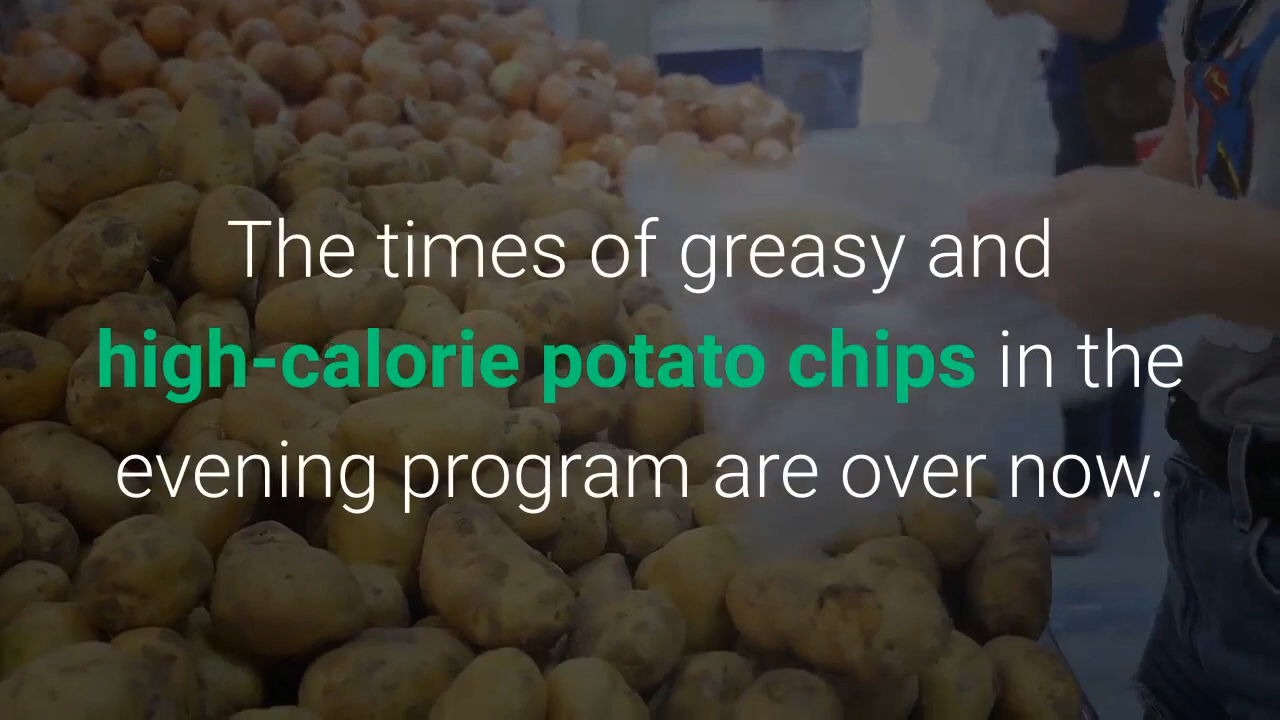 The times of greasy and
high-calorie potato chips in the
evening program are over now.